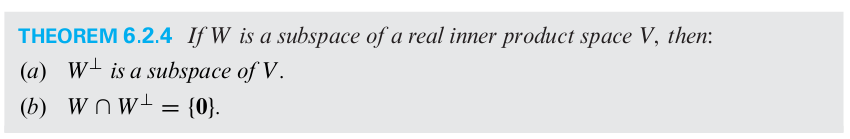 THEOREM 6.2.4 If W is a subspace of a real inner product space V, then:
(a) W⊥ is a subspace of V.
(b) W ∩ W⊥ = {0}.